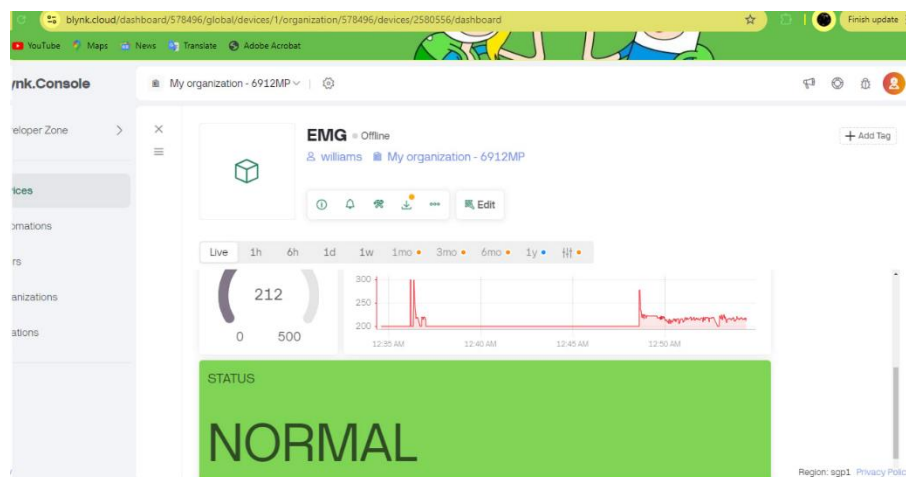 blynk.cloud/dashboard/578496/global/devices/1/organization/578496/devices/2580556/dashboard
Finish update
YouTube Maps News Translate Adobe Acrobat
ynk.Console
My organization - 6912MP
eloper Zone
EMG Offline
+ Add Tag
williams My organization - 6912MP
ices
Edit
omations
Live 1h 6h 1d 1w 1mo 3mo 6mo 1y
rs
anizations
ations
212
0 500
300
250
200
12:35 AM 12:40 AM 12:45 AM 12:50 AM
STATUS
NORMAL
Region: sgp1 Privacy Polic